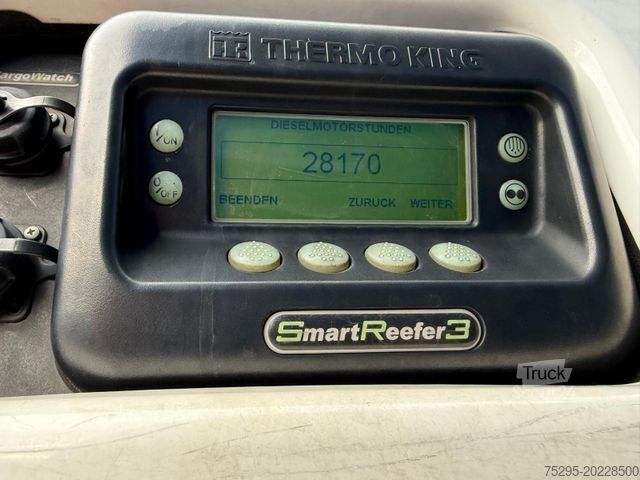 THERMO KING
CargoWatch
DIESELMOTORSTUNDEN
I/ON
28170
O/OFF
BEENDEN ZURUCK WEITER
SmartReefer3
Truck
75295-20228500